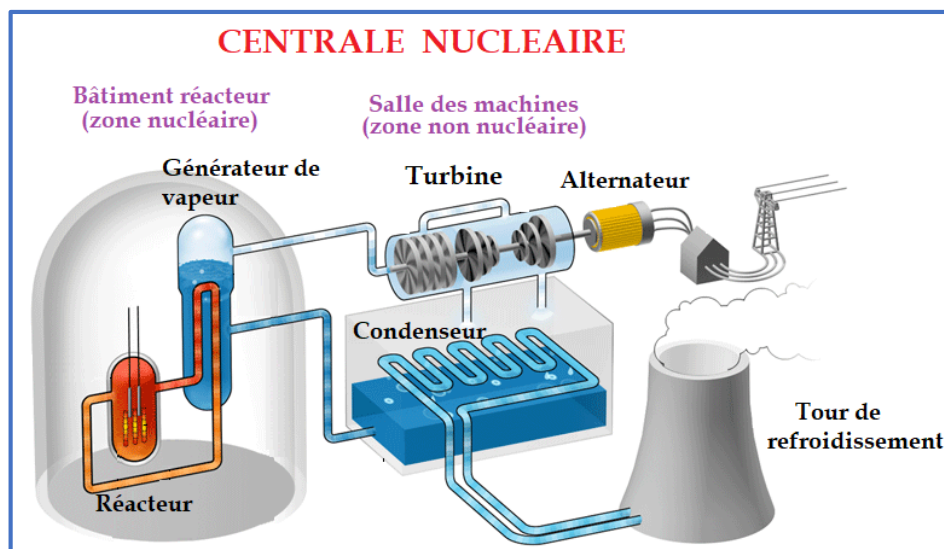 CENTRALE NUCLEAIRE
Bâtiment réacteur
(zone nucléaire)
Salle des machines
(zone non nucléaire)
Générateur de
vapeur
Turbine
Alternateur
Condenseur
Tour de
refroidissement
Réacteur